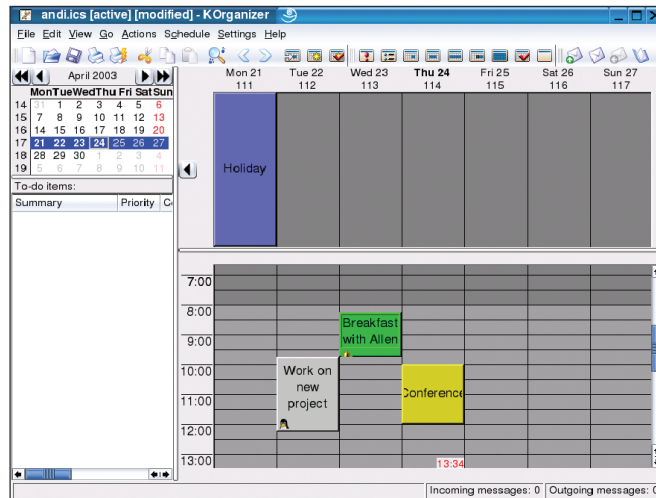 andi.ics [active] [modified] - KOrganizer
File Edit View Go Actions Schedule Settings Help
April 2003
Mon Tue Wed Thu Fri Sat Sun
14 31 1 2 3 4 5 6
15 7 8 9 10 11 12 13
16 14 15 16 17 18 19 20
17 21 22 23 24 25 26 27
18 28 29 30 1 2 3 4
19 5 6 7 8 9 10 11
To-do items:
Summary Priority C
Mon 21 Tue 22 Wed 23 Thu 24 Fri 25 Sat 26 Sun 27
111 112 113 114 115 116 117
Holiday
7:00
8:00
Breakfast
with Allen
9:00
10:00
Work on
new
project
Conference
11:00
12:00
13:00
13:34
Incoming messages: 0 Outgoing messages: 0